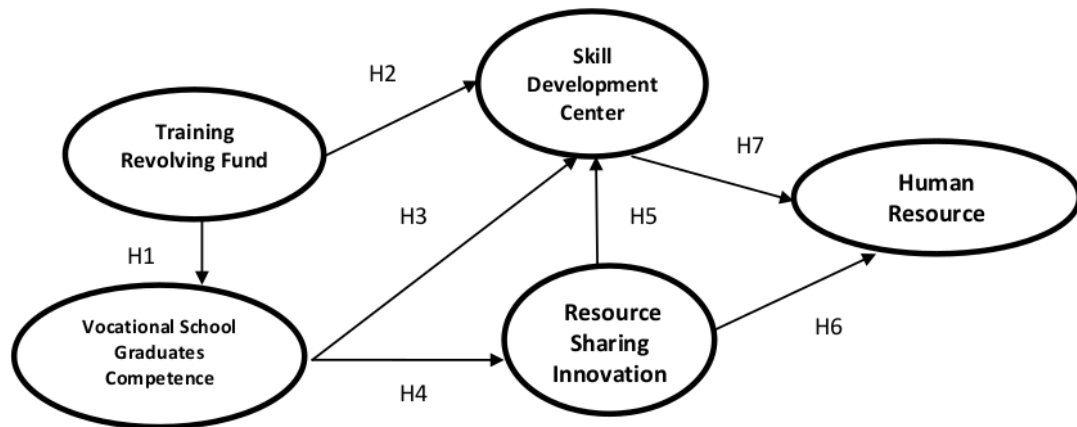 Skill
Development
Center
H2
Training
Revolving Fund
H7
Human
Resource
H3
H5
H1
Vocational School
Graduates
Competence
Resource
Sharing
Innovation
H6
H4